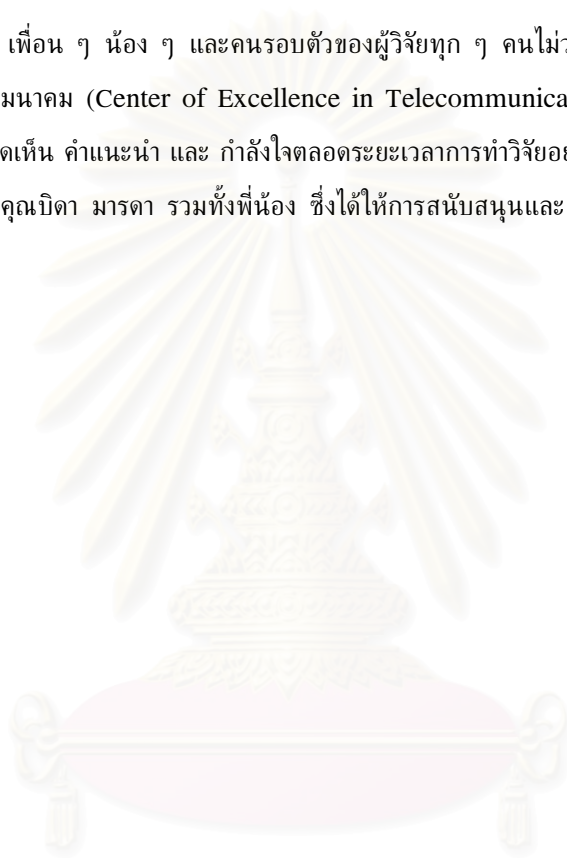 เพื่อน ๆ น้อง ๆ และคนรอบตัวของผู้วิจัยทุก ๆ คนไม่ว
มนาคม (Center of Excellence in Telecommunica
ดเห็น คำแนะนำ และ กำลังใจตลอดระยะเวลาการทำวิจัยอย
คุณบิดา มารดา รวมทั้งพี่น้อง ซึ่งได้ให้การสนับสนุนและ